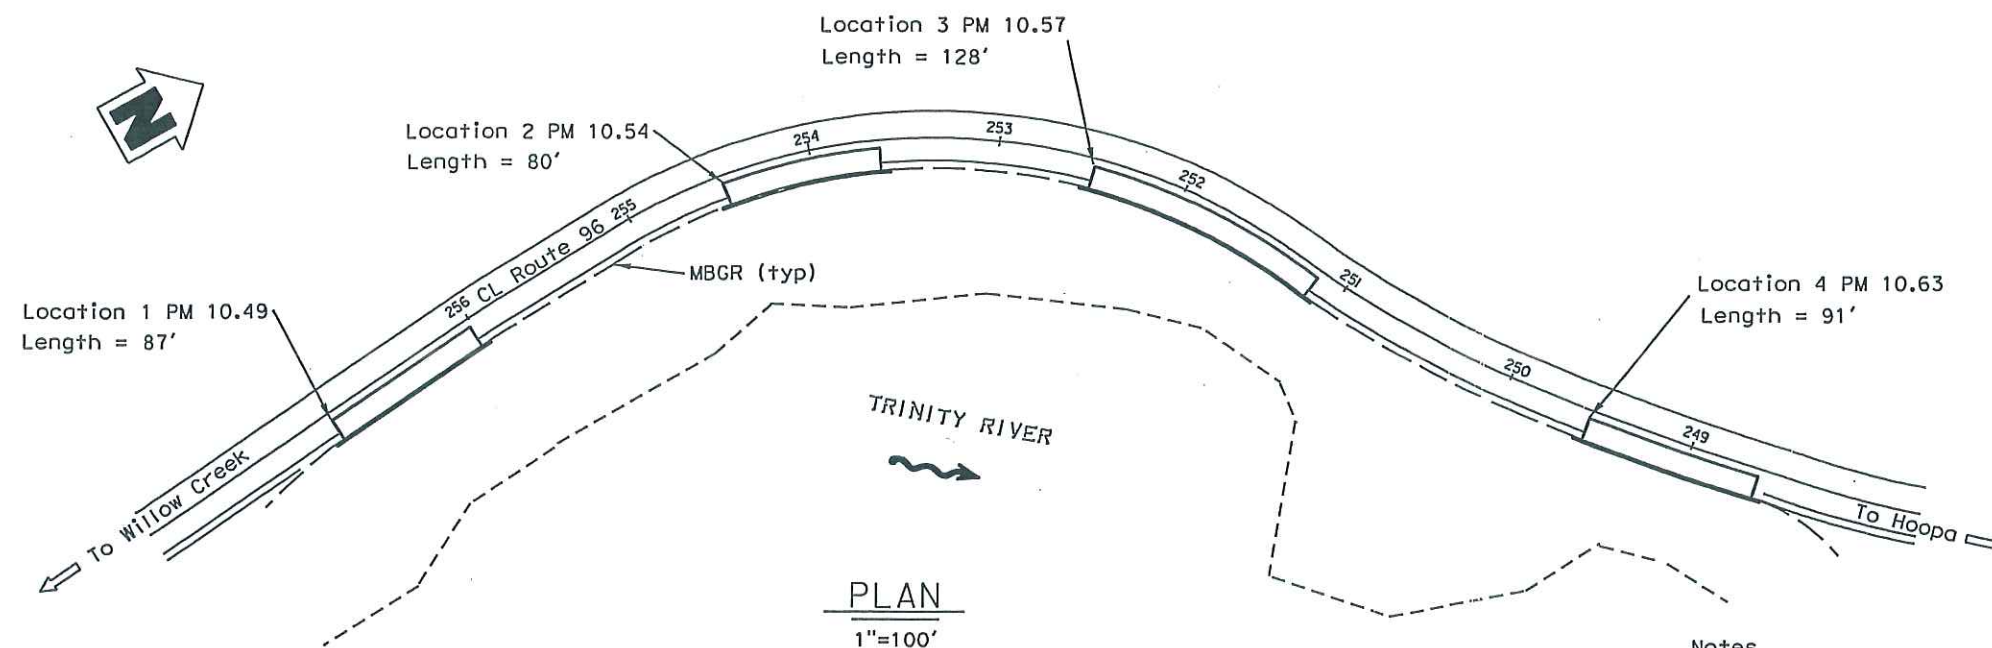 Location 3 PM 10.57
Length = 128'
N
Location 2 PM 10.54
Length = 80'
254
253
252
255
CL Route 96
MBGR (typ)
251
Location 4 PM 10.63
Length = 91'
256
Location 1 PM 10.49
Length = 87'
250
TRINITY RIVER
249
To Willow Creek
To Hoopa
PLAN
1"=100'
Notes